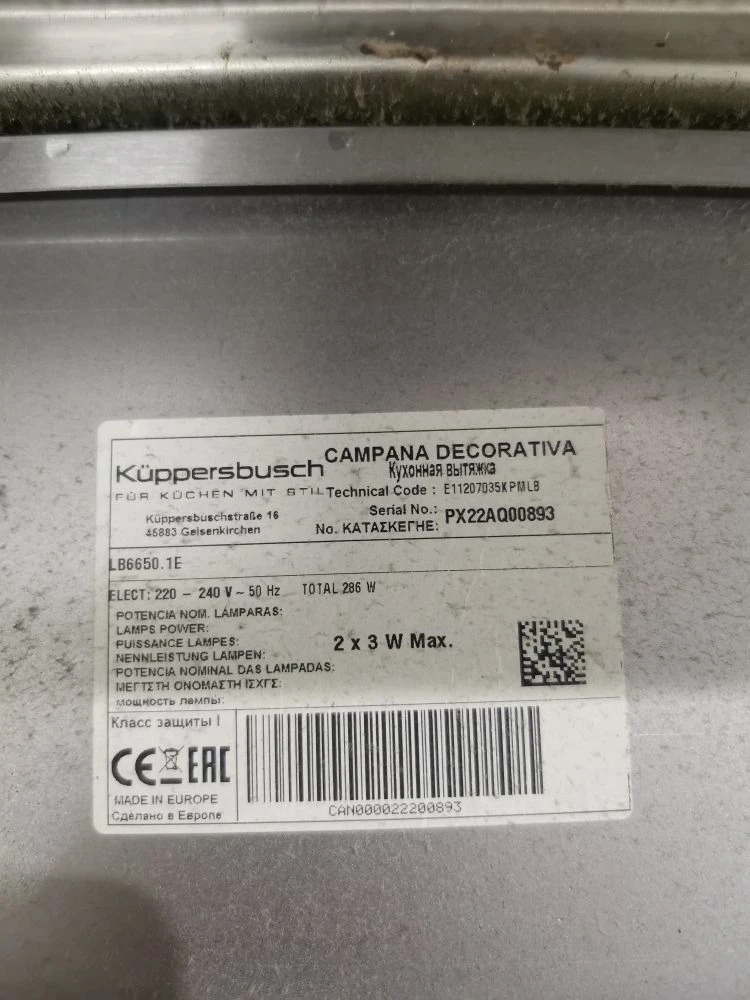 CAMPANA DECORATIVA
Küppersbusch
Кухонная вытяжка
FÜR KÜCHEN MIT STIL
Technical Code : E11207035KPMLB
Küppersbuschstraße 16
45883 Gelsenkirchen
Serial No.: PX22AQ00893
No. ΚΑΤΑΣΚΕΓΗΕ:
LB6650.1E
ELECT: 220 - 240 V ~ 50 Hz TOTAL 286 W
POTENCIA NOM. LÁMPARAS:
LAMPS POWER:
PUISSANCE LAMPES:
NENNLEISTUNG LAMPEN:
POTENCIA NOMINAL DAS LAMPADAS:
ΜΕΓΤΣΤΗ ΟΝΟΜΑΣΤΗ ΙΣΧΓΣ:
мощность лампы:
2 x 3 W Max.
Класс защиты I
CE EAC
MADE IN EUROPE
Сделано в Европе
CAN000022200893